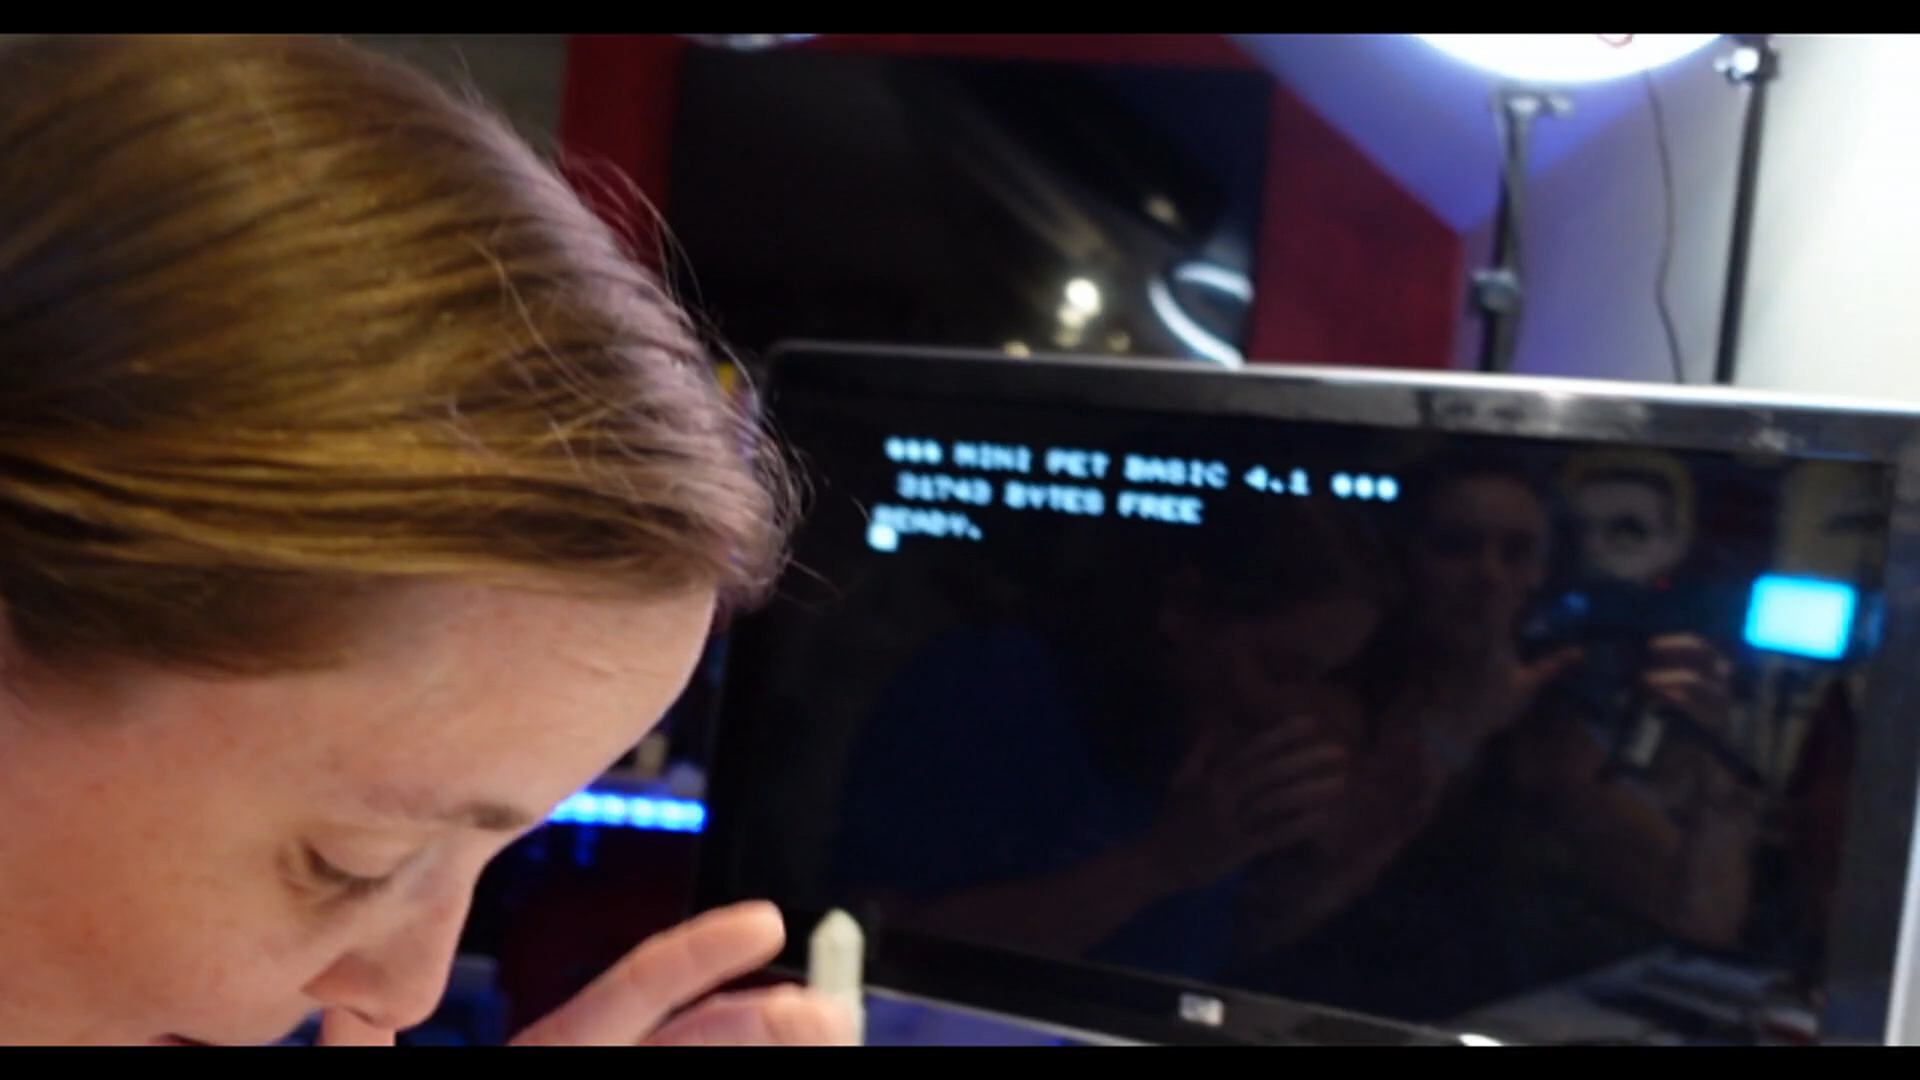 *** MINI PET BASIC 4.1 ***
31743 BYTES FREE
READY.